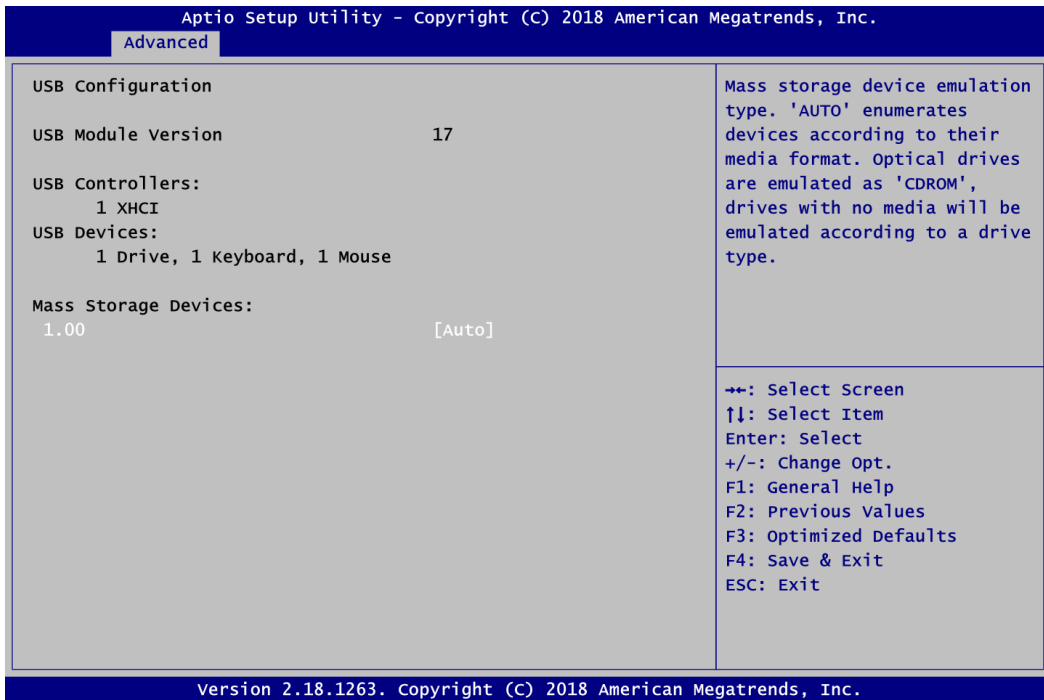 Aptio Setup Utility - Copyright (C) 2018 American Megatrends, Inc.
Advanced
USB Configuration
USB Module Version 17
USB Controllers:
1 XHCI
USB Devices:
1 Drive, 1 Keyboard, 1 Mouse
Mass Storage Devices:
1.00 [Auto]
Mass storage device emulation
type. 'AUTO' enumerates
devices according to their
media format. Optical drives
are emulated as 'CDROM',
drives with no media will be
emulated according to a drive
type.
→←: Select Screen
↑↓: Select Item
Enter: Select
+/-: Change Opt.
F1: General Help
F2: Previous Values
F3: Optimized Defaults
F4: Save & Exit
ESC: Exit
Version 2.18.1263. Copyright (C) 2018 American Megatrends, Inc.